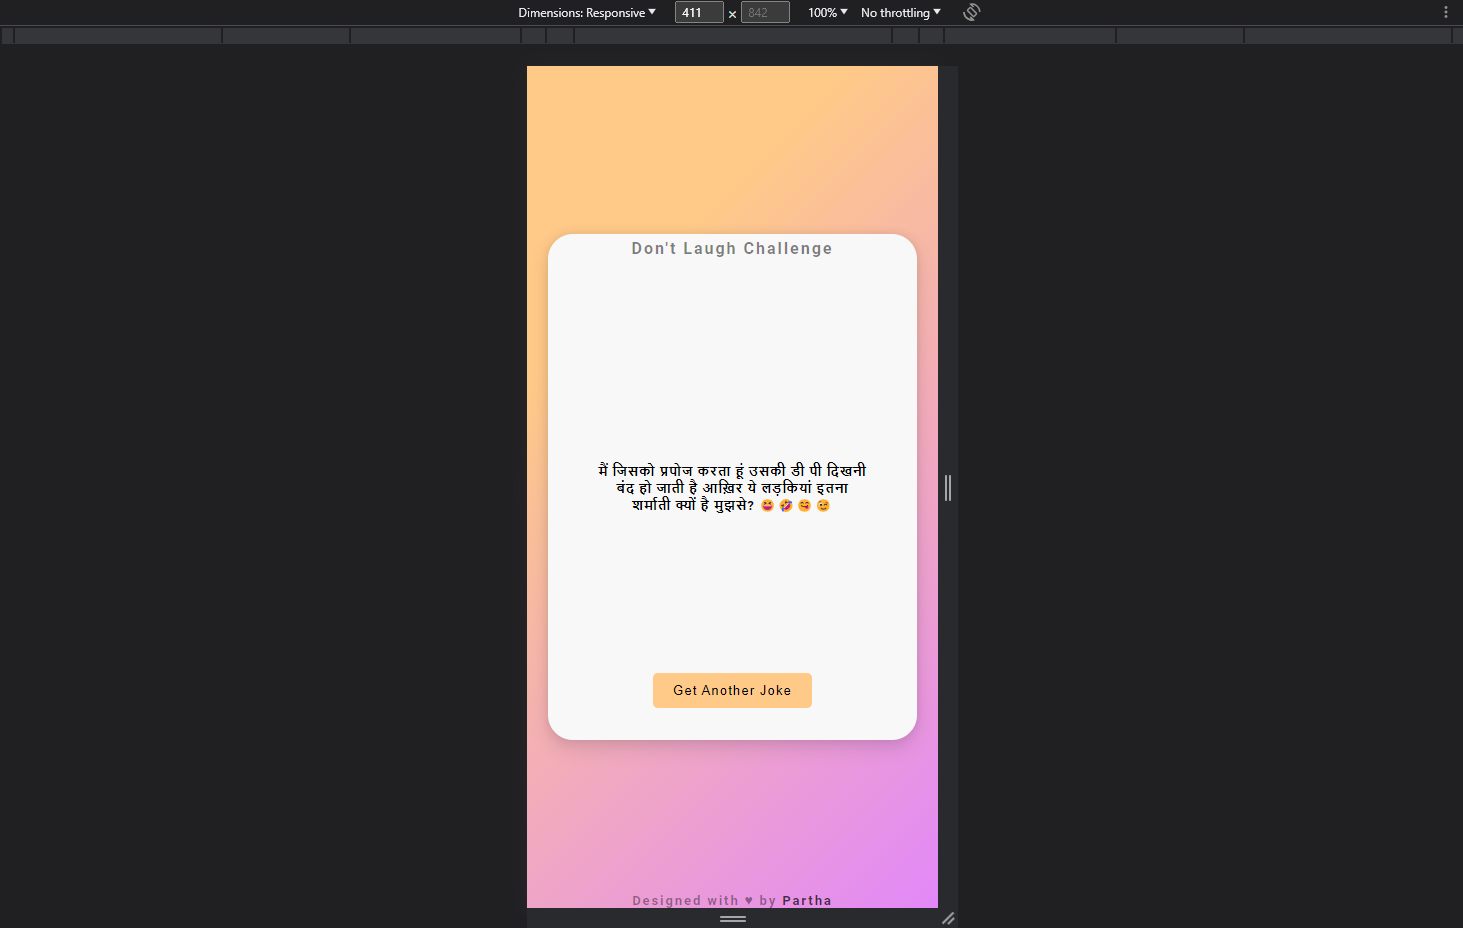 Dimensions: Responsive ▼ 411 × 842 100% ▼ No throttling ▼
Don't Laugh Challenge
मैं जिसको प्रपोज करता हूं उसकी डी पी दिखनी
बंद हो जाती है आख़िर ये लड़कियां इतना
शर्माती क्यों है मुझसे? 😆 🤣 😋 😉
Get Another Joke
Designed with ♥ by Partha